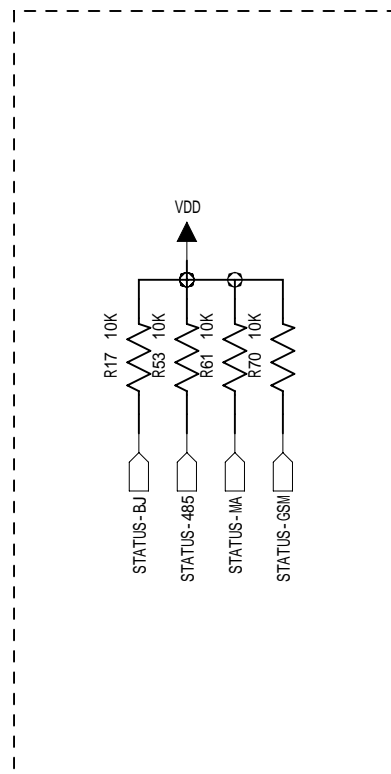 VDD
R17 10K
R53 10K
R61 10K
R70 10K
STATUS-BJ
STATUS-485
STATUS-MA
STATUS-GSM